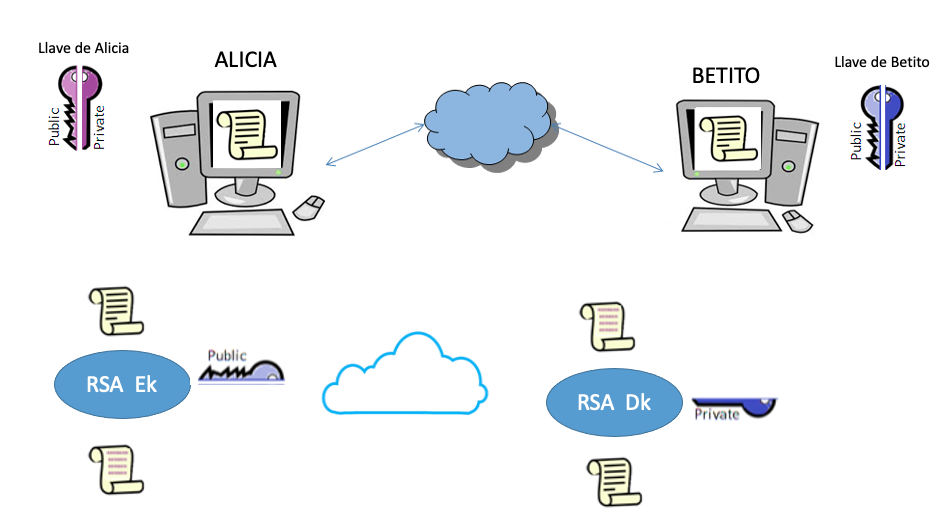 Llave de Alicia
ALICIA
Public
Private
BETITO
Llave de Betito
Public
Private
Public
RSA Ek
RSA Dk
Private